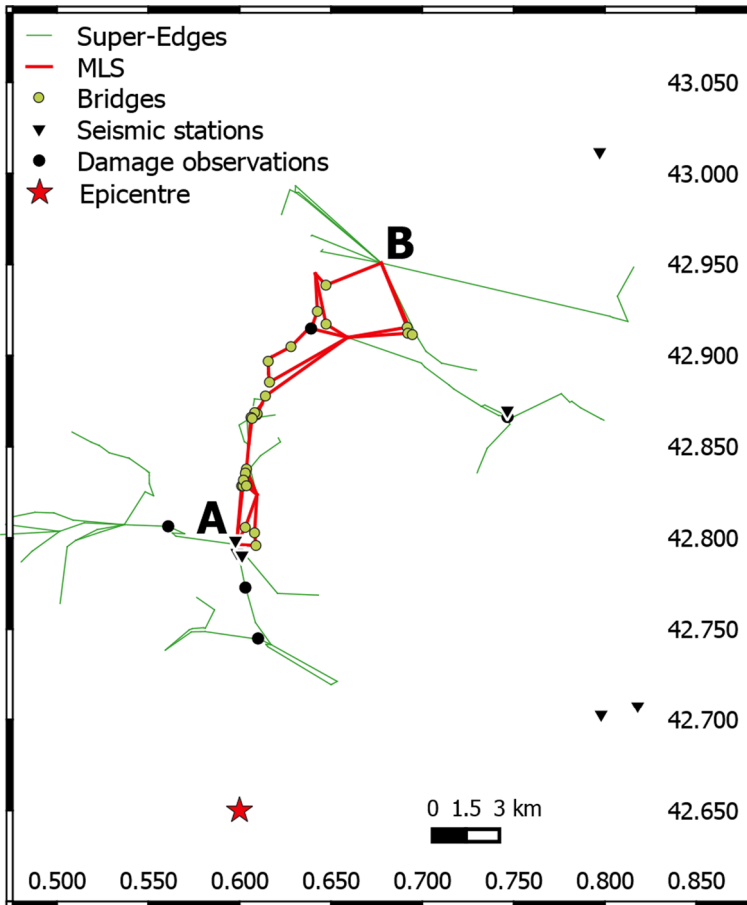 Super-Edges
MLS
Bridges
Seismic stations
Damage observations
Epicentre
43.050
43.000
B
42.950
42.900
42.850
A
42.800
42.750
42.700
0 1.5 3 km
42.650
0.500 0.550 0.600 0.650 0.700 0.750 0.800 0.850